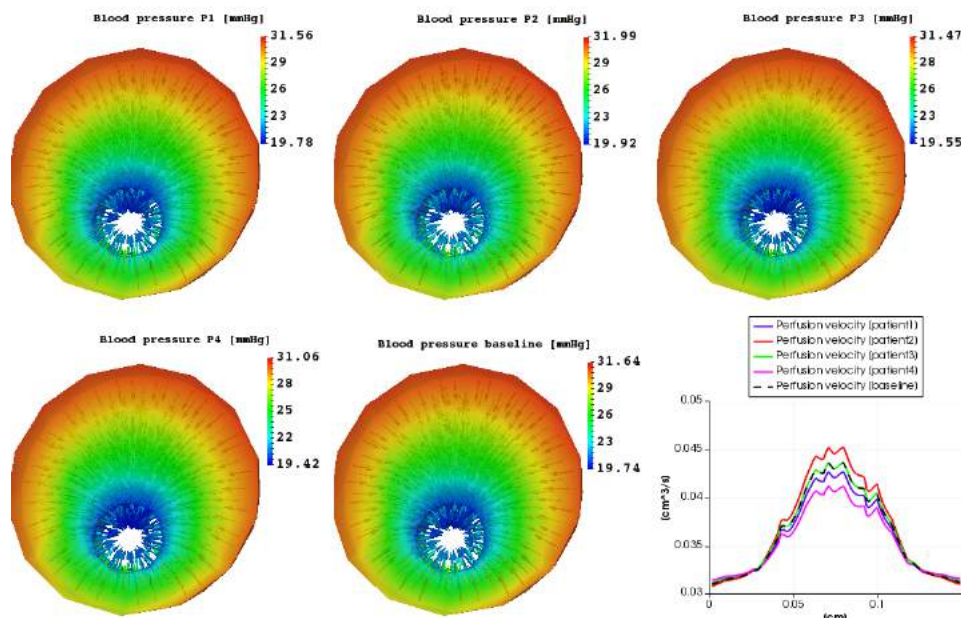 Blood pressure P1 [mmHg]
31.56
29
26
23
19.78
Blood pressure P2 [mmHg]
31.99
29
26
23
19.92
Blood pressure P3 [mmHg]
31.47
29
26
23
19.55
Blood pressure P4 [mmHg]
31.06
28
25
22
19.42
Blood pressure baseline [mmHg]
31.64
29
26
23
19.74
Perfusion velocity (patient1)
Perfusion velocity (patient2)
Perfusion velocity (patient3)
Perfusion velocity (patient4)
Perfusion velocity (baseline)
0.05
0.045
0.04
0.035
0.03
(cm^3/s)
0
0.05
0.1
(cm)